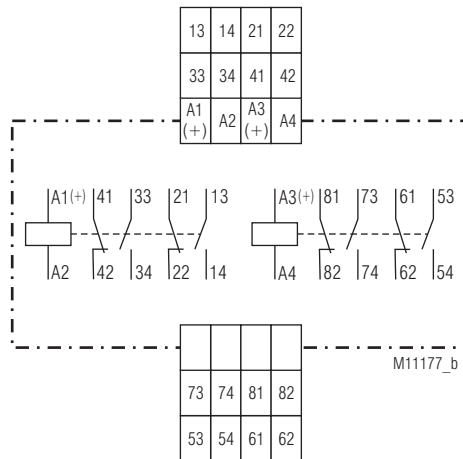 13 14 21 22
33 34 41 42
A1 (+) A2 A3 (+) A4
A1(+) 41 33 21 13 A3(+) 81 73 61 53
A2 42 34 22 14 A4 82 74 62 54
M11177_b
73 74 81 82
53 54 61 62